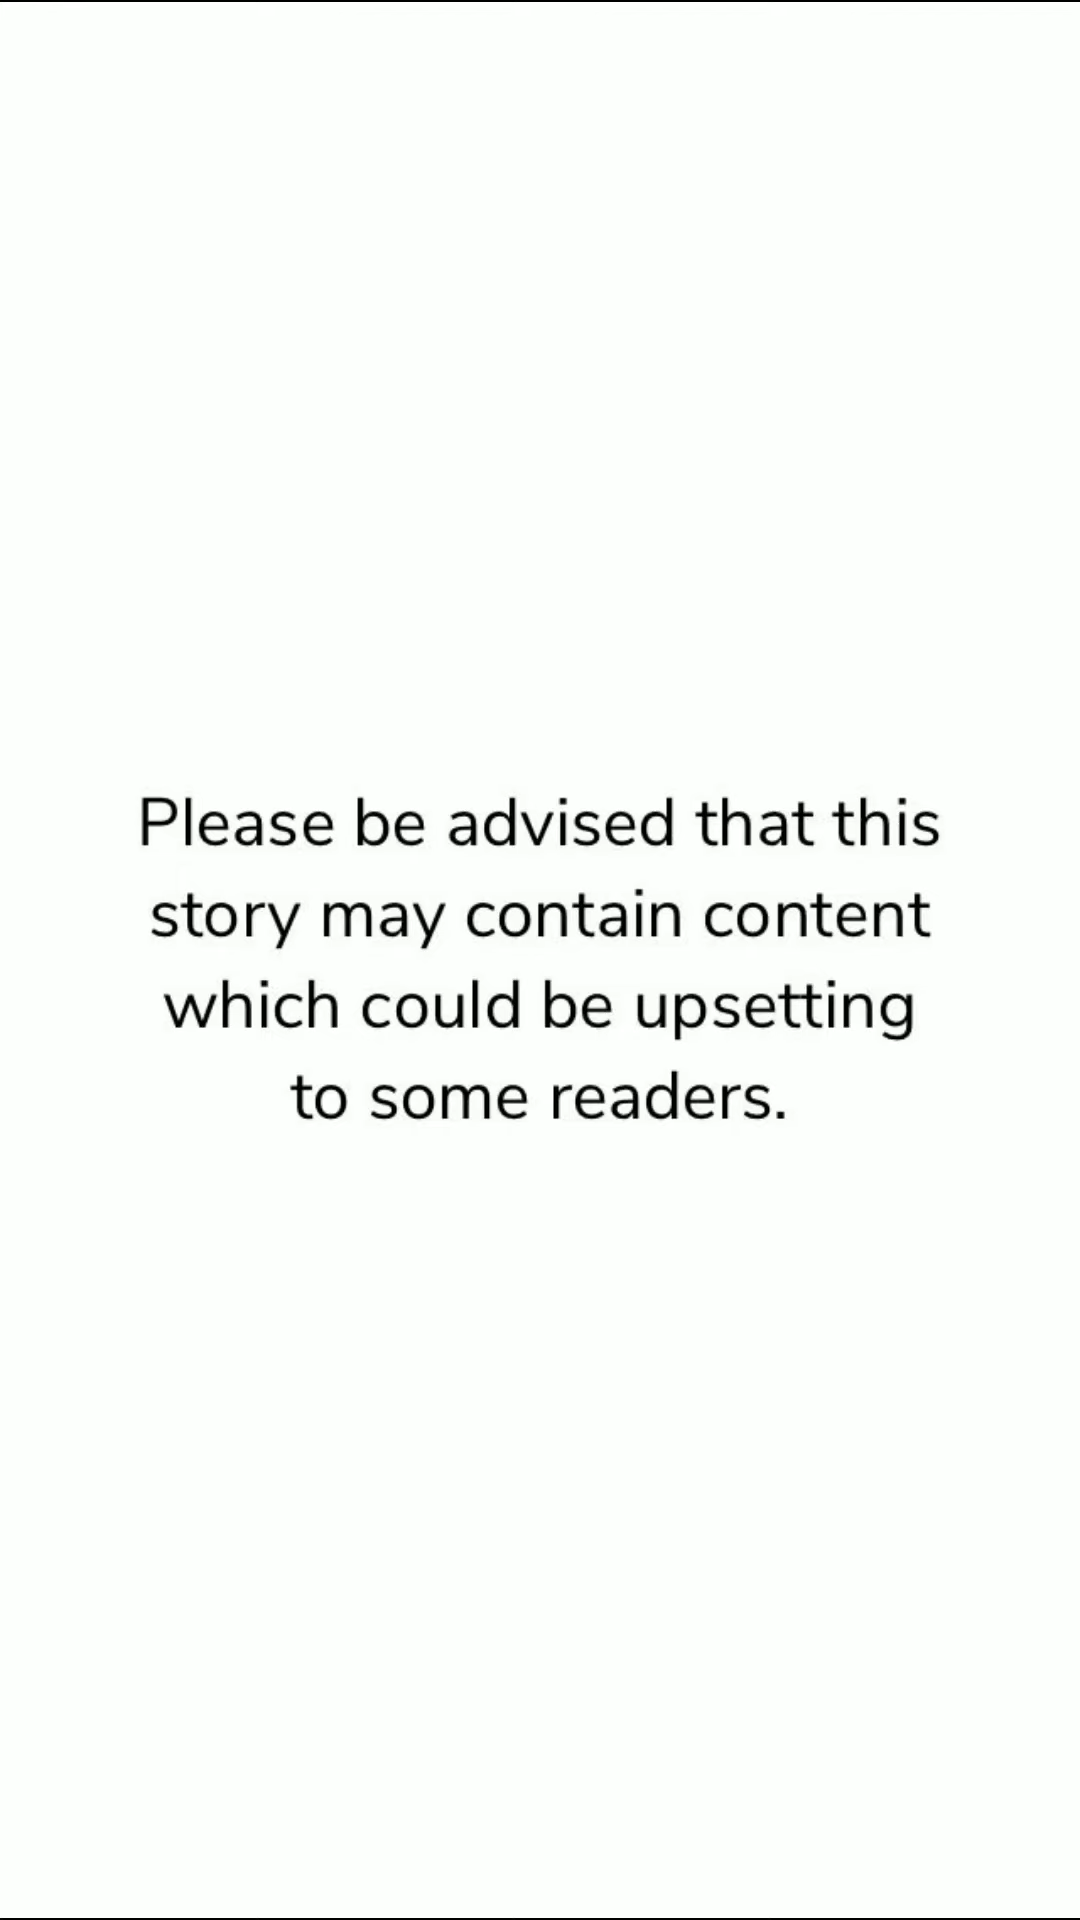 Please be advised that this
story may contain content
which could be upsetting
to some readers.